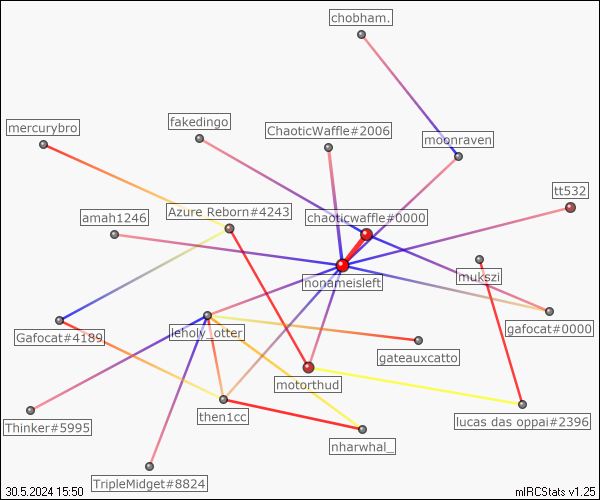 chobham.
mercurybro
fakedingo
ChaoticWaffle#2006
moonraven
tt532
amah1246
Azure Reborn#4243
chaoticwaffle#0000
nonameisleft
mukszi
Gafocat#4189
leholy_otter
gafocat#0000
gateauxcatto
motorthud
Thinker#5995
then1cc
lucas das oppai#2396
nharwhal_
TripleMidget#8824
30.5.2024 15:50
mIRCStats v1.25